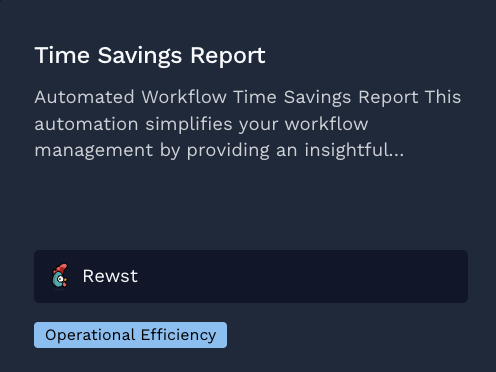 Time Savings Report
Automated Workflow Time Savings Report This
automation simplifies your workflow
management by providing an insightful...
Rewst
Operational Efficiency